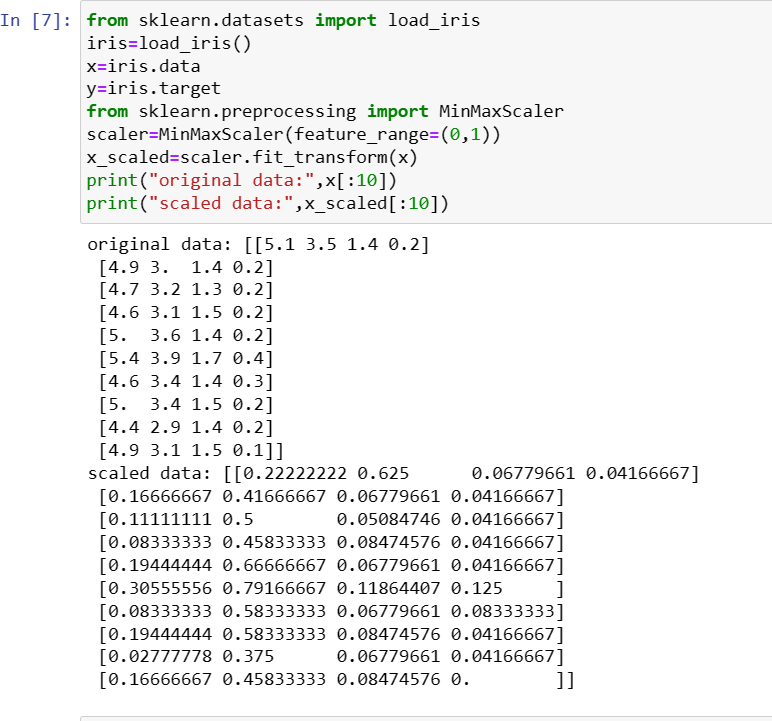 In [7]: from sklearn.datasets import load_iris
iris=load_iris()
x=iris.data
y=iris.target
from sklearn.preprocessing import MinMaxScaler
scaler=MinMaxScaler(feature_range=(0,1))
x_scaled=scaler.fit_transform(x)
print("original data:",x[:10])
print("scaled data:",x_scaled[:10])
original data: [[5.1 3.5 1.4 0.2]
 [4.9 3.  1.4 0.2]
 [4.7 3.2 1.3 0.2]
 [4.6 3.1 1.5 0.2]
 [5.  3.6 1.4 0.2]
 [5.4 3.9 1.7 0.4]
 [4.6 3.4 1.4 0.3]
 [5.  3.4 1.5 0.2]
 [4.4 2.9 1.4 0.2]
 [4.9 3.1 1.5 0.1]]
scaled data: [[0.22222222 0.625      0.06779661 0.04166667]
 [0.16666667 0.41666667 0.06779661 0.04166667]
 [0.11111111 0.5        0.05084746 0.04166667]
 [0.08333333 0.45833333 0.08474576 0.04166667]
 [0.19444444 0.66666667 0.06779661 0.04166667]
 [0.30555556 0.79166667 0.11864407 0.125     ]
 [0.08333333 0.58333333 0.06779661 0.08333333]
 [0.19444444 0.58333333 0.08474576 0.04166667]
 [0.02777778 0.375      0.06779661 0.04166667]
 [0.16666667 0.45833333 0.08474576 0.        ]]